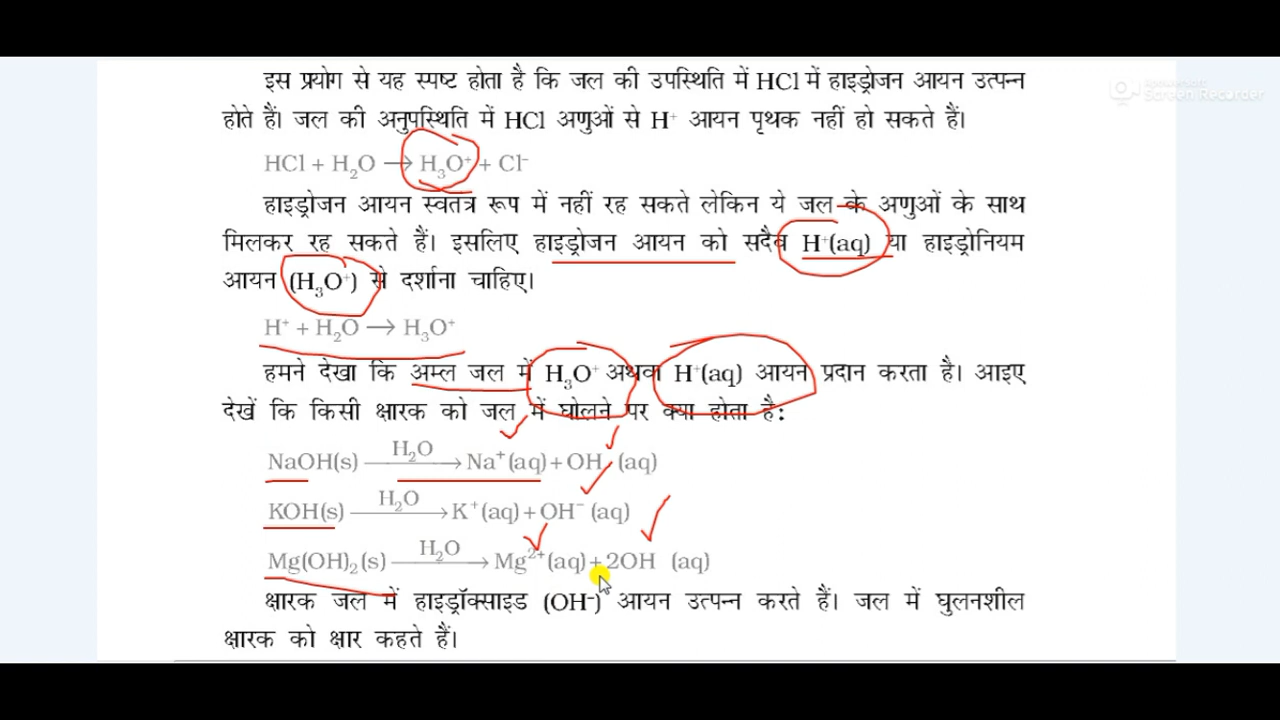 इस प्रयोग से यह स्पष्ट होता है कि जल की उपस्थिति में HCl में हाइड्रोजन आयन उत्पन्न
होते हैं। जल की अनुपस्थिति में HCl अणुओं से H⁺ आयन पृथक नहीं हो सकते हैं।
HCl + H₂O → H₃O⁺ + Cl⁻
हाइड्रोजन आयन स्वतंत्र रूप में नहीं रह सकते लेकिन ये जल के अणुओं के साथ
मिलकर रह सकते हैं। इसलिए हाइड्रोजन आयन को सदैव H⁺(aq) या हाइड्रोनियम
आयन (H₃O⁺) से दर्शाना चाहिए।
H⁺ + H₂O → H₃O⁺
हमने देखा कि अम्ल जल में H₃O⁺ अथवा H⁺(aq) आयन प्रदान करता है। आइए
देखें कि किसी क्षारक को जल में घोलने पर क्या होता है:
NaOH(s) —H₂O→ Na⁺(aq) + OH (aq)
KOH(s) —H₂O→ K⁺(aq) + OH⁻ (aq)
Mg(OH)₂(s) —H₂O→ Mg²⁺(aq) + 2OH (aq)
क्षारक जल में हाइड्रॉक्साइड (OH⁻) आयन उत्पन्न करते हैं। जल में घुलनशील
क्षारक को क्षार कहते हैं।
Screen Recorder